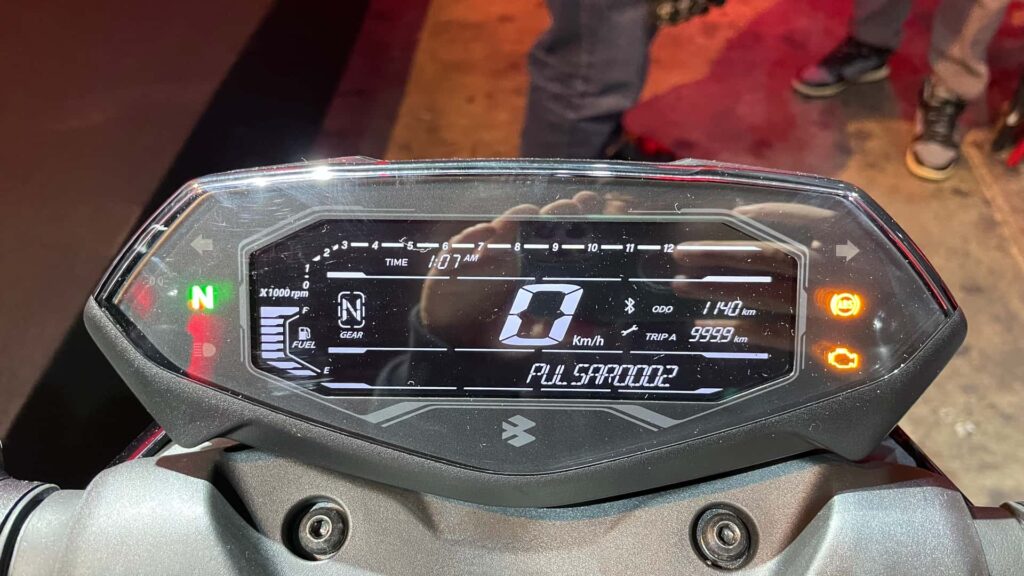 3 4 5 6 7 8 9 10 11 12
2
1
0
TIME 1:07 AM
x1000 rpm
N
N
GEAR
F
FUEL
E
0 Km/h
ODO 1140 km
TRIP A 999.9 km
PULSAR0002
ABS